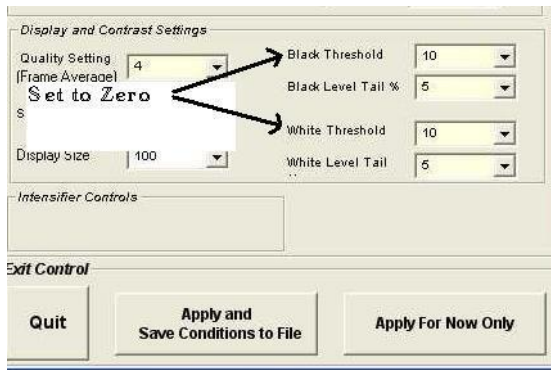 Display and Contrast Settings
Quality Setting
(Frame Average)
4
Set to Zero
S
Display Size
100
Black Threshold
10
Black Level Tail %
5
White Threshold
10
White Level Tail
5
Intensifier Controls
Exit Control
Quit
Apply and
Save Conditions to File
Apply For Now Only